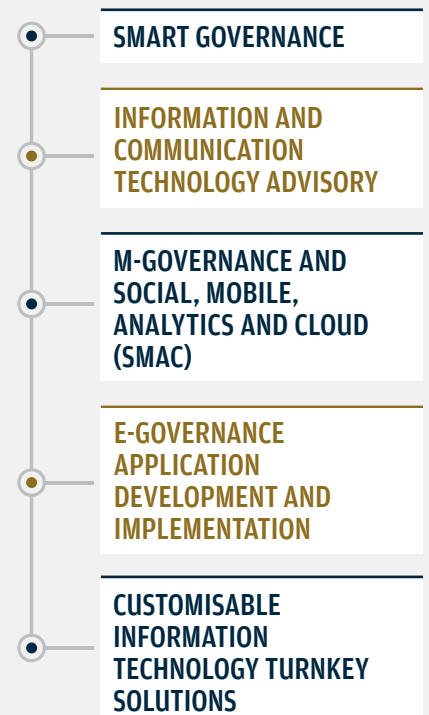 SMART GOVERNANCE
INFORMATION AND
COMMUNICATION
TECHNOLOGY ADVISORY
M-GOVERNANCE AND
SOCIAL, MOBILE,
ANALYTICS AND CLOUD
(SMAC)
E-GOVERNANCE
APPLICATION
DEVELOPMENT AND
IMPLEMENTATION
CUSTOMISABLE
INFORMATION
TECHNOLOGY TURNKEY
SOLUTIONS